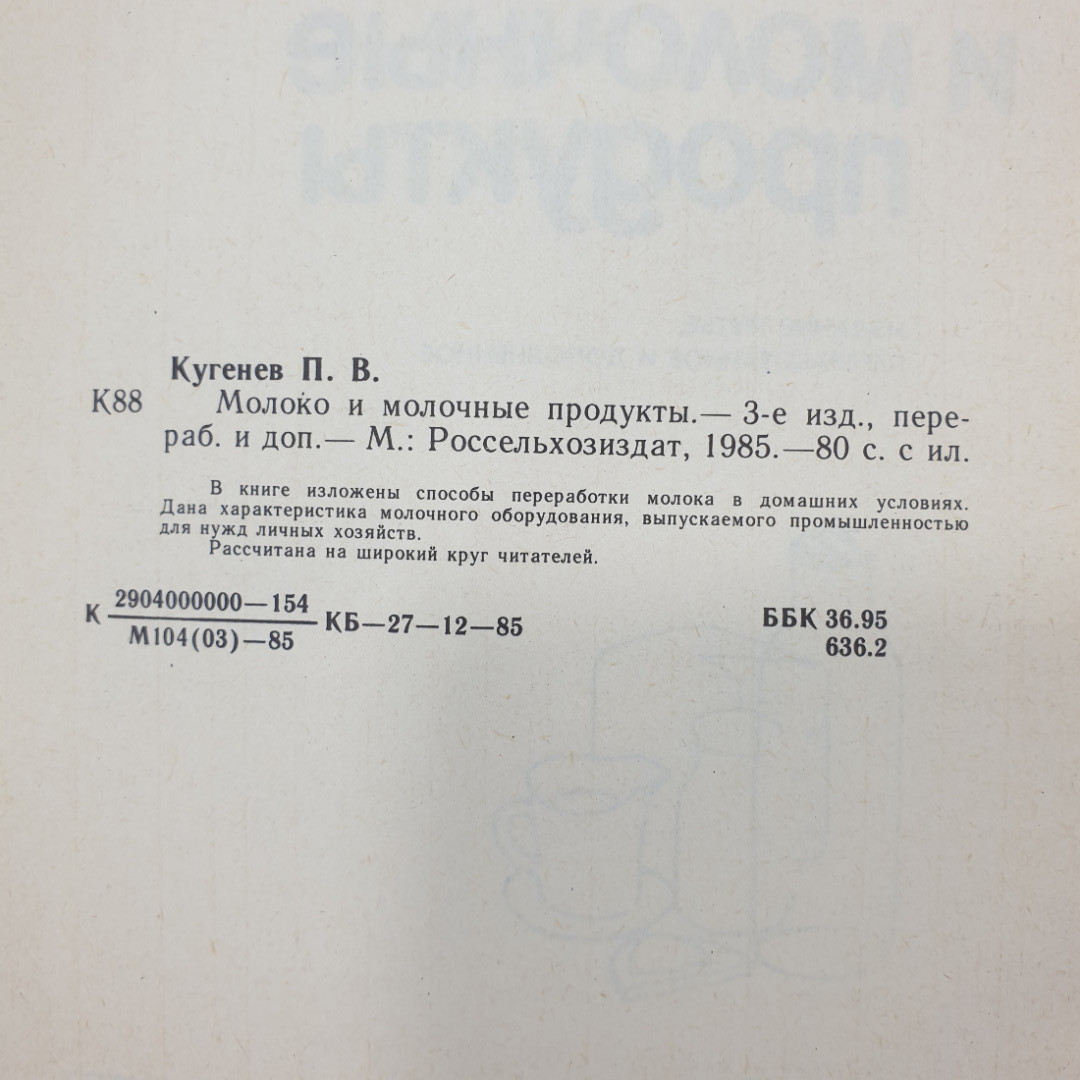 и молочные
продукты
Кугенев П. В.
К88 Молоко и молочные продукты.— 3-е изд., пере-
раб. и доп.— М.: Россельхозиздат, 1985.—80 с. с ил.
В книге изложены способы переработки молока в домашних условиях.
Дана характеристика молочного оборудования, выпускаемого промышленностью
для нужд личных хозяйств.
Рассчитана на широкий круг читателей.
К 2904000000—154 КБ—27—12—85
М104(03)—85
ББК 36.95
636.2